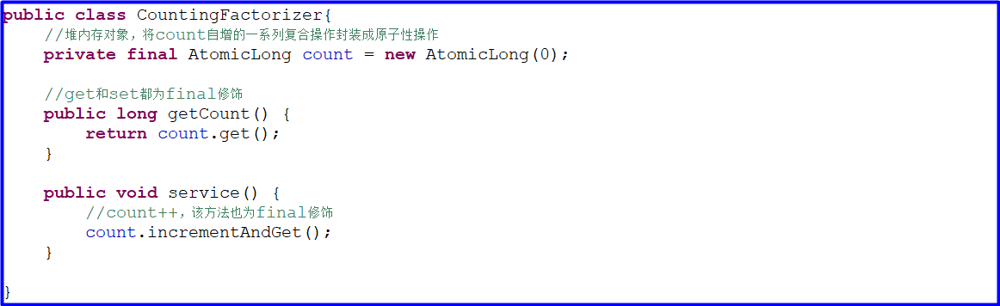 public class CountingFactorizer{
//堆内存对象，将count自增的一系列复合操作封装成原子性操作
private final AtomicLong count = new AtomicLong(0);
//get和set都为final修饰
public long getCount() {
return count.get();
}
public void service() {
//count++，该方法也为final修饰
count.incrementAndGet();
}
}